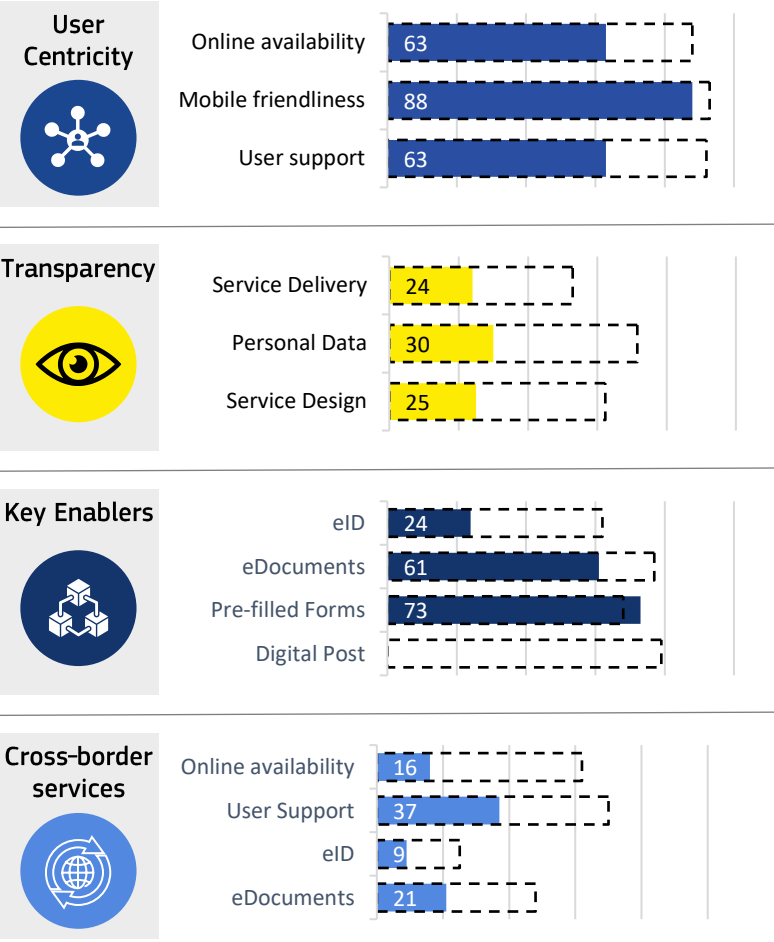 User
Centricity
Online availability 63
Mobile friendliness 88
User support 63
Transparency
Service Delivery 24
Personal Data 30
Service Design 25
Key Enablers
eID 24
eDocuments 61
Pre-filled Forms 73
Digital Post
Cross-border
services
Online availability 16
User Support 37
eID 9
eDocuments 21